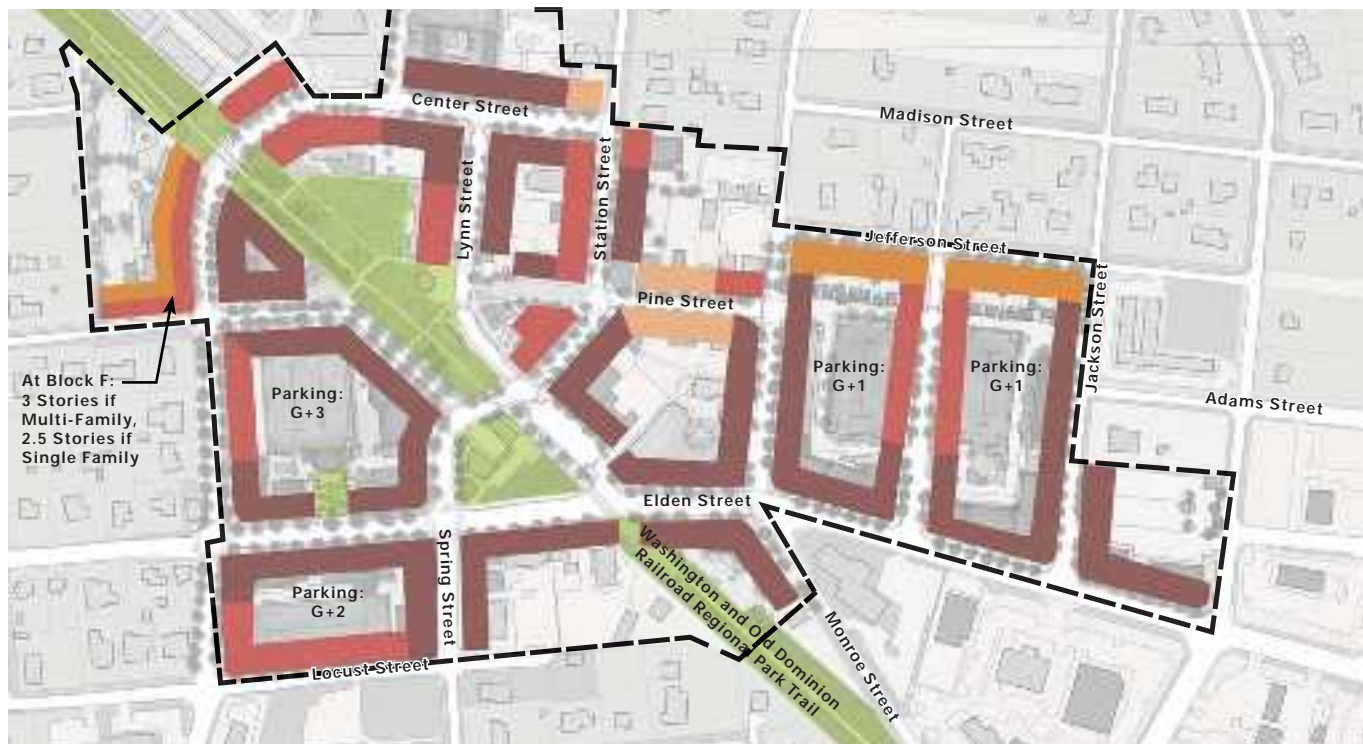 Center Street
Madison Street
Lynn Street
Station Street
Jefferson Street
Pine Street
Jackson Street
Adams Street
At Block F:
3 Stories if
Multi-Family,
2.5 Stories if
Single Family
Parking:
G+3
Parking:
G+1
Parking:
G+1
Elden Street
Spring Street
Parking:
G+2
Washington and Old Dominion
Railroad Regional Park Trail
Monroe Street
Locust Street